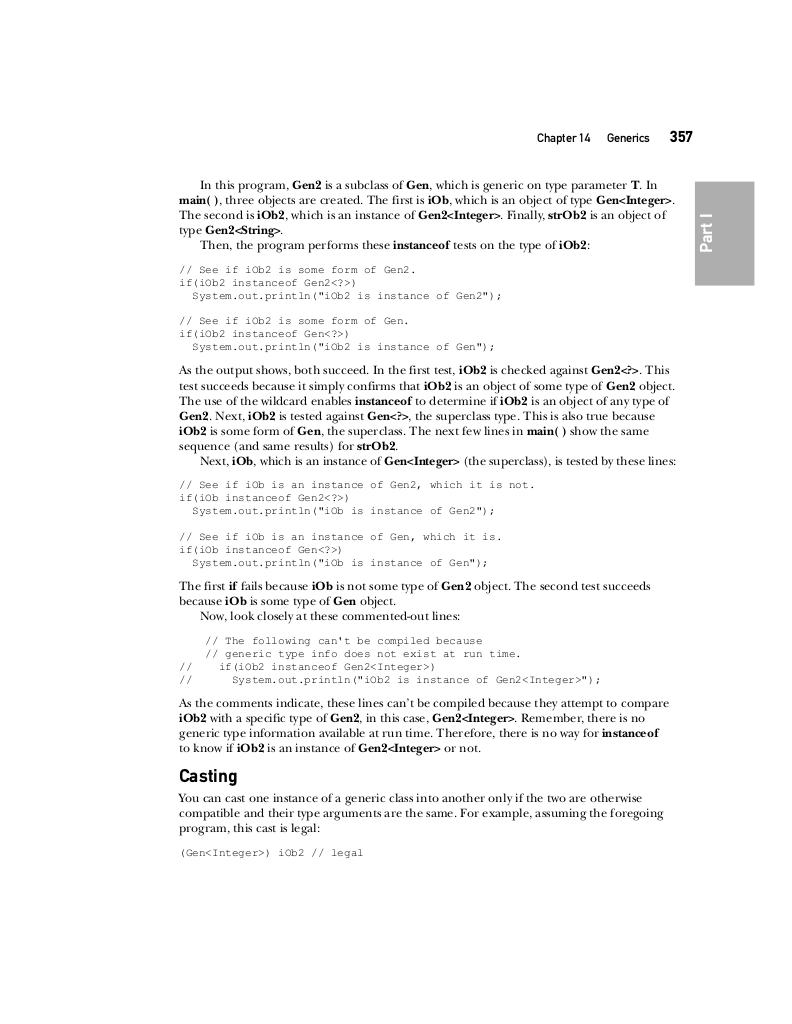 Chapter 14 Generics 357
Part I
In this program, Gen2 is a subclass of Gen, which is generic on type parameter T. In
main( ), three objects are created. The first is iOb, which is an object of type Gen<Integer>.
The second is iOb2, which is an instance of Gen2<Integer>. Finally, strOb2 is an object of
type Gen2<String>.
Then, the program performs these instanceof tests on the type of iOb2:
// See if iOb2 is some form of Gen2.
if(iOb2 instanceof Gen2<?>)
  System.out.println("iOb2 is instance of Gen2");
// See if iOb2 is some form of Gen.
if(iOb2 instanceof Gen<?>)
  System.out.println("iOb2 is instance of Gen");
As the output shows, both succeed. In the first test, iOb2 is checked against Gen2<?>. This
test succeeds because it simply confirms that iOb2 is an object of some type of Gen2 object.
The use of the wildcard enables instanceof to determine if iOb2 is an object of any type of
Gen2. Next, iOb2 is tested against Gen<?>, the superclass type. This is also true because
iOb2 is some form of Gen, the superclass. The next few lines in main( ) show the same
sequence (and same results) for strOb2.
Next, iOb, which is an instance of Gen<Integer> (the superclass), is tested by these lines:
// See if iOb is an instance of Gen2, which it is not.
if(iOb instanceof Gen2<?>)
  System.out.println("iOb is instance of Gen2");
// See if iOb is an instance of Gen, which it is.
if(iOb instanceof Gen<?>)
  System.out.println("iOb is instance of Gen");
The first if fails because iOb is not some type of Gen2 object. The second test succeeds
because iOb is some type of Gen object.
Now, look closely at these commented-out lines:
    // The following can't be compiled because
    // generic type info does not exist at run time.
//    if(iOb2 instanceof Gen2<Integer>)
//      System.out.println("iOb2 is instance of Gen2<Integer>");
As the comments indicate, these lines can't be compiled because they attempt to compare
iOb2 with a specific type of Gen2, in this case, Gen2<Integer>. Remember, there is no
generic type information available at run time. Therefore, there is no way for instanceof
to know if iOb2 is an instance of Gen2<Integer> or not.
Casting
You can cast one instance of a generic class into another only if the two are otherwise
compatible and their type arguments are the same. For example, assuming the foregoing
program, this cast is legal:
(Gen<Integer>) iOb2 // legal